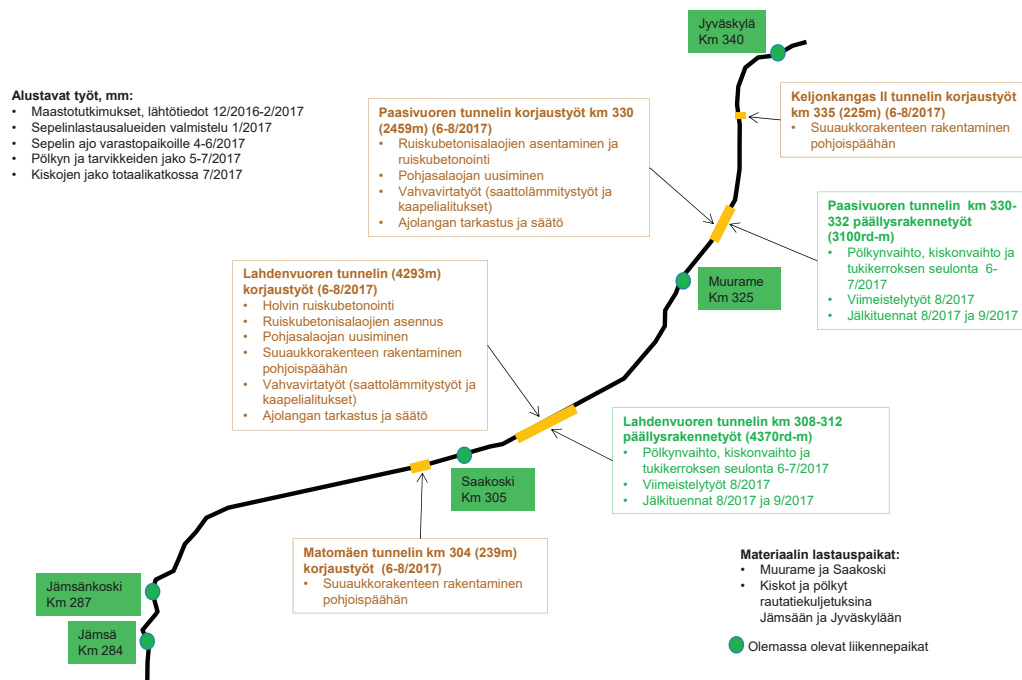 Jyväskylä
Km 340
Alustavat työt, mm:
• Maastotutkimukset, lähtötiedot 12/2016-2/2017
• Sepelinlastausalueiden valmistelu 1/2017
• Sepelin ajo varastopaikoille 4-6/2017
• Pölkyn ja tarvikkeiden jako 5-7/2017
• Kiskojen jako totaalikatkossa 7/2017
Paasivuoren tunnelin korjaustyöt km 330
(2459m) (6-8/2017)
• Ruiskubetonisalaojien asentaminen ja
ruiskubetonointi
• Pohjasalaojan uusiminen
• Vahvavirtatyöt (saattolämmitystyöt ja
kaapelialitukset)
• Ajolangan tarkastus ja säätö
Keljonkangas II tunnelin korjaustyöt
km 335 (225m) (6-8/2017)
• Suuaukkorakenteen rakentaminen
pohjoispäähän
Paasivuoren tunnelin km 330-
332 päällysrakennetyöt
(3100rd-m)
• Pölkynvaihto, kiskonvaihto ja
tukikerroksen seulonta 6-
7/2017
• Viimeistelytyöt 8/2017
• Jälkituennat 8/2017 ja 9/2017
Muurame
Km 325
Lahdenvuoren tunnelin (4293m)
korjaustyöt (6-8/2017)
• Holvin ruiskubetonointi
• Ruiskubetonisalaojien asennus
• Pohjasalaojan uusiminen
• Suuaukkorakenteen rakentaminen
pohjoispäähän
• Vahvavirtatyöt (saattolämmitystyöt ja
kaapelialitukset)
• Ajolangan tarkastus ja säätö
Lahdenvuoren tunnelin km 308-312
päällysrakennetyöt (4370rd-m)
• Pölkynvaihto, kiskonvaihto ja
tukikerroksen seulonta 6-7/2017
• Viimeistelytyöt 8/2017
• Jälkituennat 8/2017 ja 9/2017
Saakoski
Km 305
Matomäen tunnelin km 304 (239m)
korjaustyöt (6-8/2017)
• Suuaukkorakenteen rakentaminen
pohjoispäähän
Jämsänkoski
Km 287
Jämsä
Km 284
Materiaalin lastauspaikat:
• Muurame ja Saakoski
• Kiskot ja pölkyt
rautatiekuljetuksina
Jämsään ja Jyväskylään
Olemassa olevat liikennepaikat